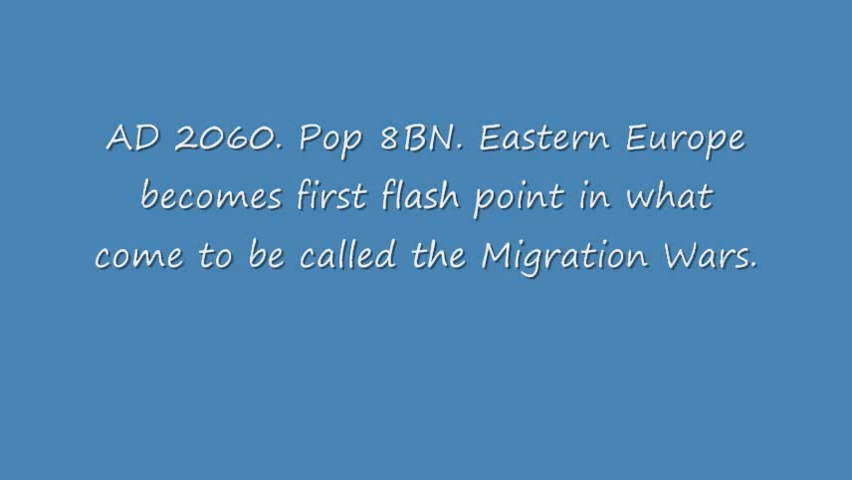 AD 2060. Pop 8BN. Eastern Europe
becomes first flash point in what
come to be called the Migration Wars.